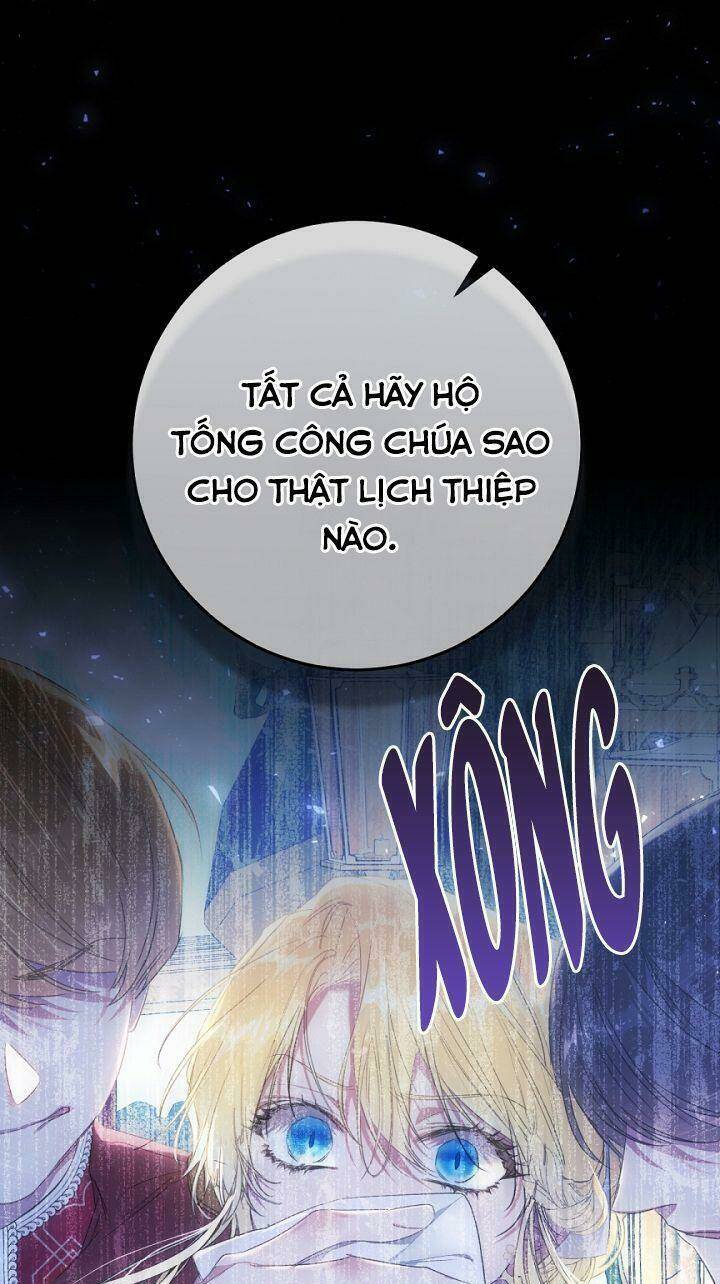 TẤT CẢ HÃY HỘ
TỐNG CÔNG CHÚA SAO
CHO THẬT LỊCH THIỆP
NÀO.
XÔNG